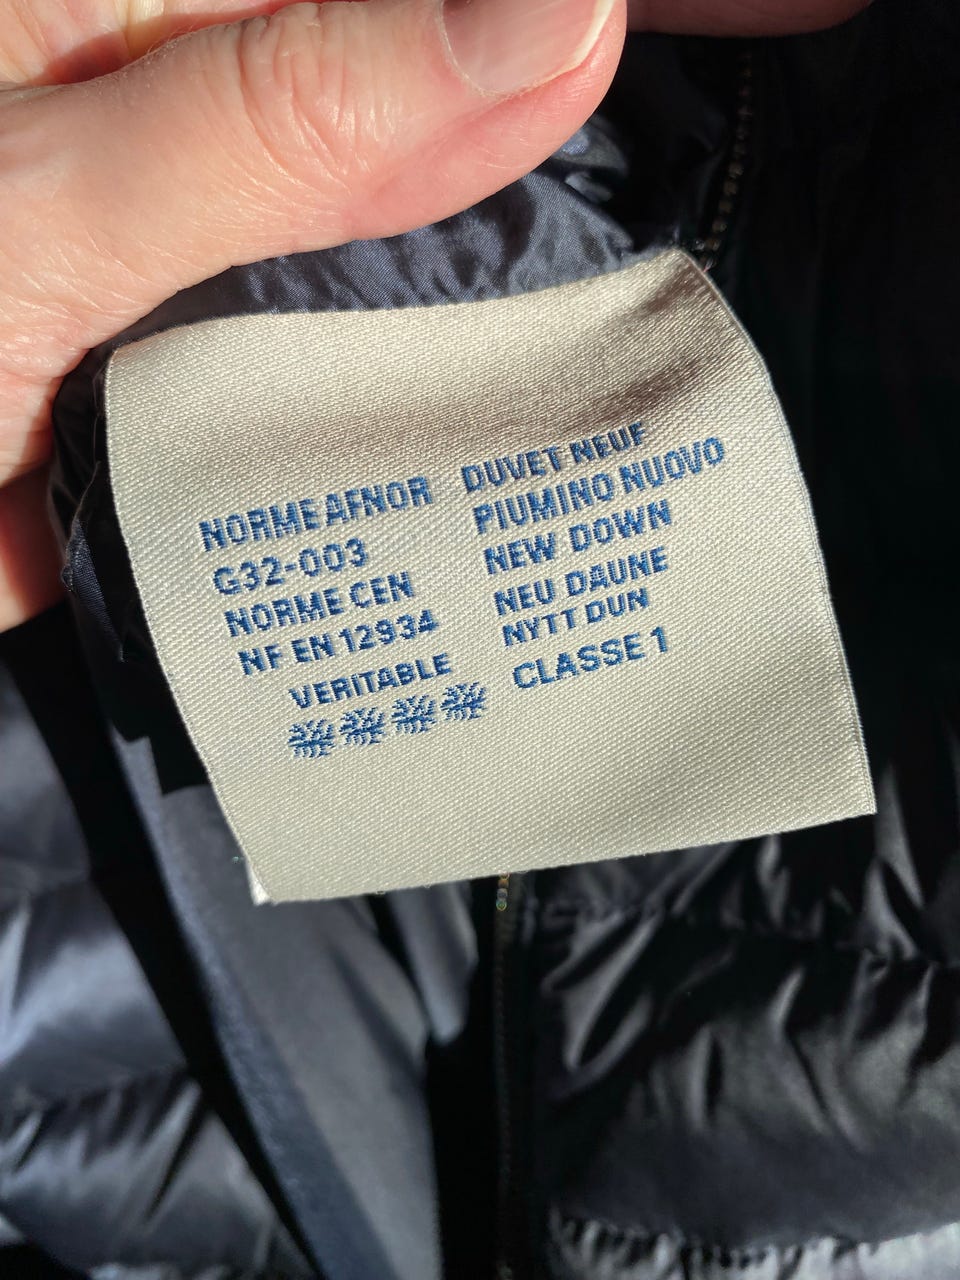 NORME AFNOR
G32-003
NORME CEN
NF EN 12934
VERITABLE
DUVET NEUF
PIUMINO NUOVO
NEW DOWN
NEU DAUNE
NYTT DUN
CLASSE 1